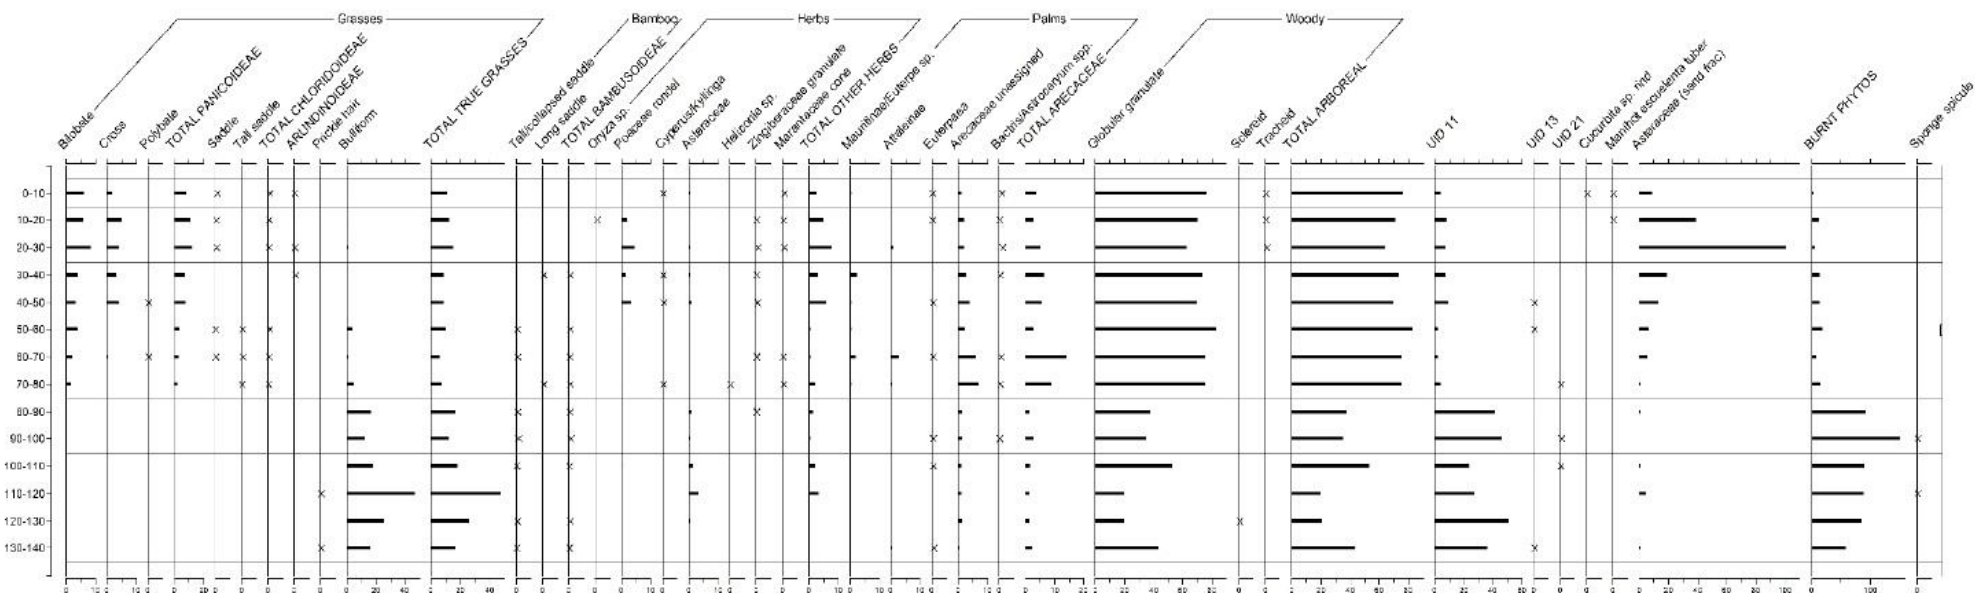 Grasses Bamboo Herbs Palms Woody
Bilobate
Cross
Polybate
TOTAL PANICOIDEAE
Saddle
Tall saddle
TOTAL CHLORIDOIDEAE
ARUNDINOIDEAE
Prickle hair
Bulliform
TOTAL TRUE GRASSES
Tall/collapsed saddle
Long saddle
TOTAL BAMBUSOIDEAE
Oryza sp.
Poaceae rondel
Cyperus/Kyllinga
Asteraceae
Heliconia sp.
Zingiberaceae granulate
Marantaceae cone
TOTAL OTHER HERBS
Mauritinae/Euterpe sp.
Attaleinae
Euterpeae
Arecaceae unassigned
Bactris/Astrocaryum spp.
TOTAL ARECACEAE
Globular granulate
Sclereid
Tracheid
TOTAL ARBOREAL
UID 11
UID 13
UID 21
Cucurbita sp. rind
Manihot esculenta tuber
Asteraceae (sand frac)
BURNT PHYTOS
Sponge spicule
0-10
10-20
20-30
30-40
40-50
50-60
60-70
70-80
80-90
90-100
100-110
110-120
120-130
130-140